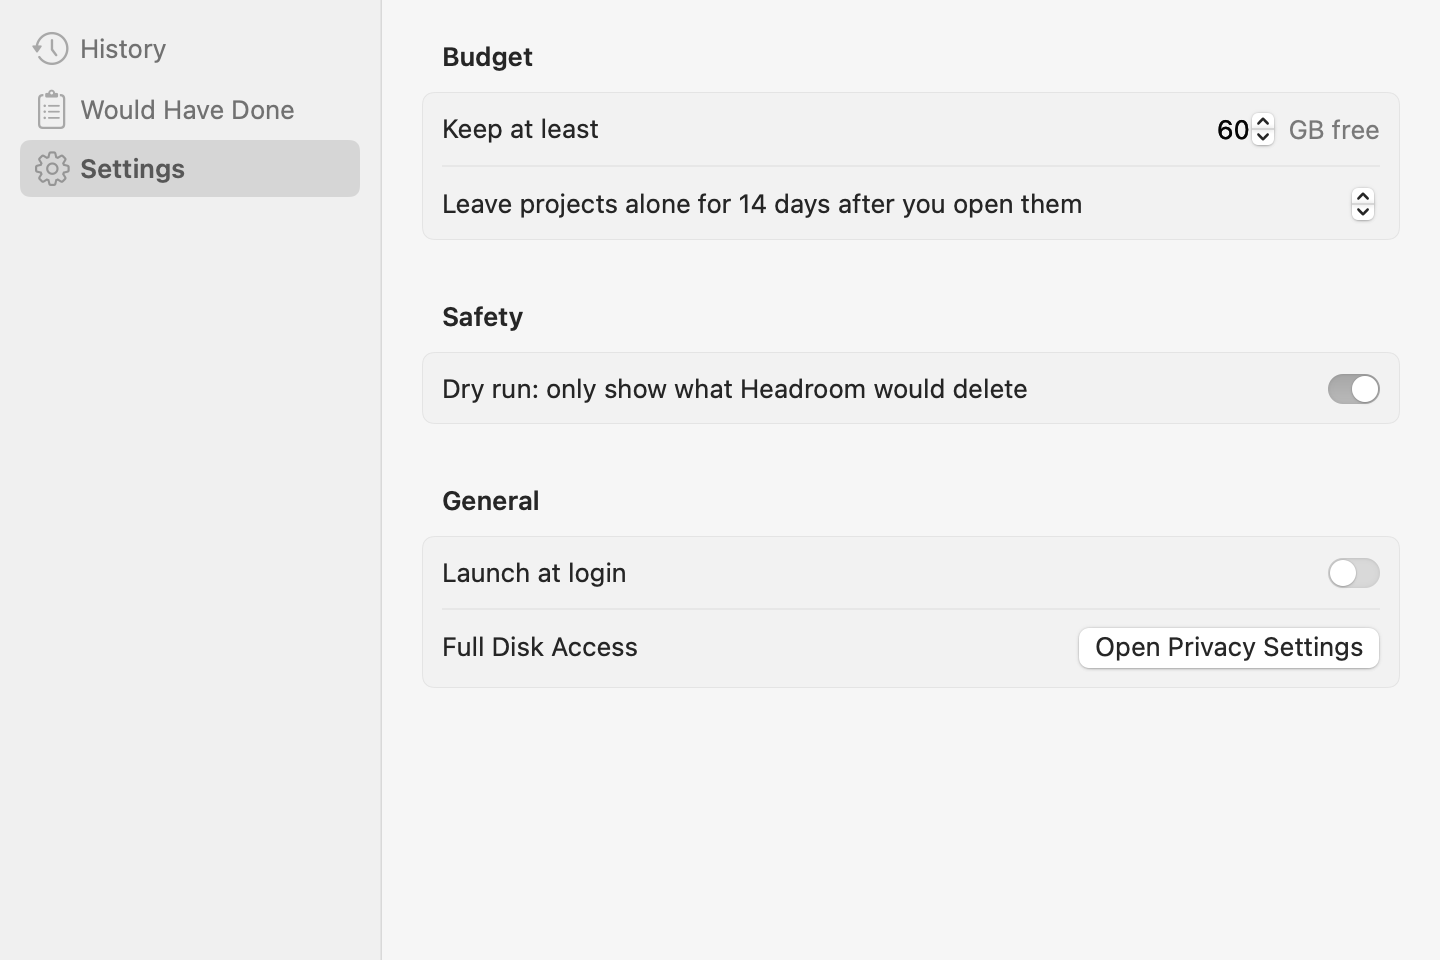 History
Would Have Done
Settings
Budget
Keep at least 60 GB free
Leave projects alone for 14 days after you open them
Safety
Dry run: only show what Headroom would delete
General
Launch at login
Full Disk Access Open Privacy Settings